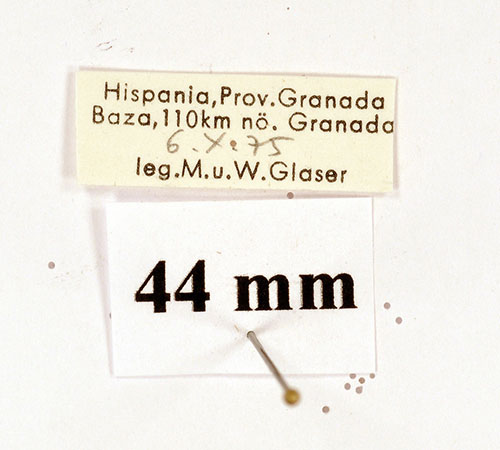 Hispania,Prov.Granada
Baza,110km nö. Granada
6.X.75
leg.M.u.W.Glaser
44 mm